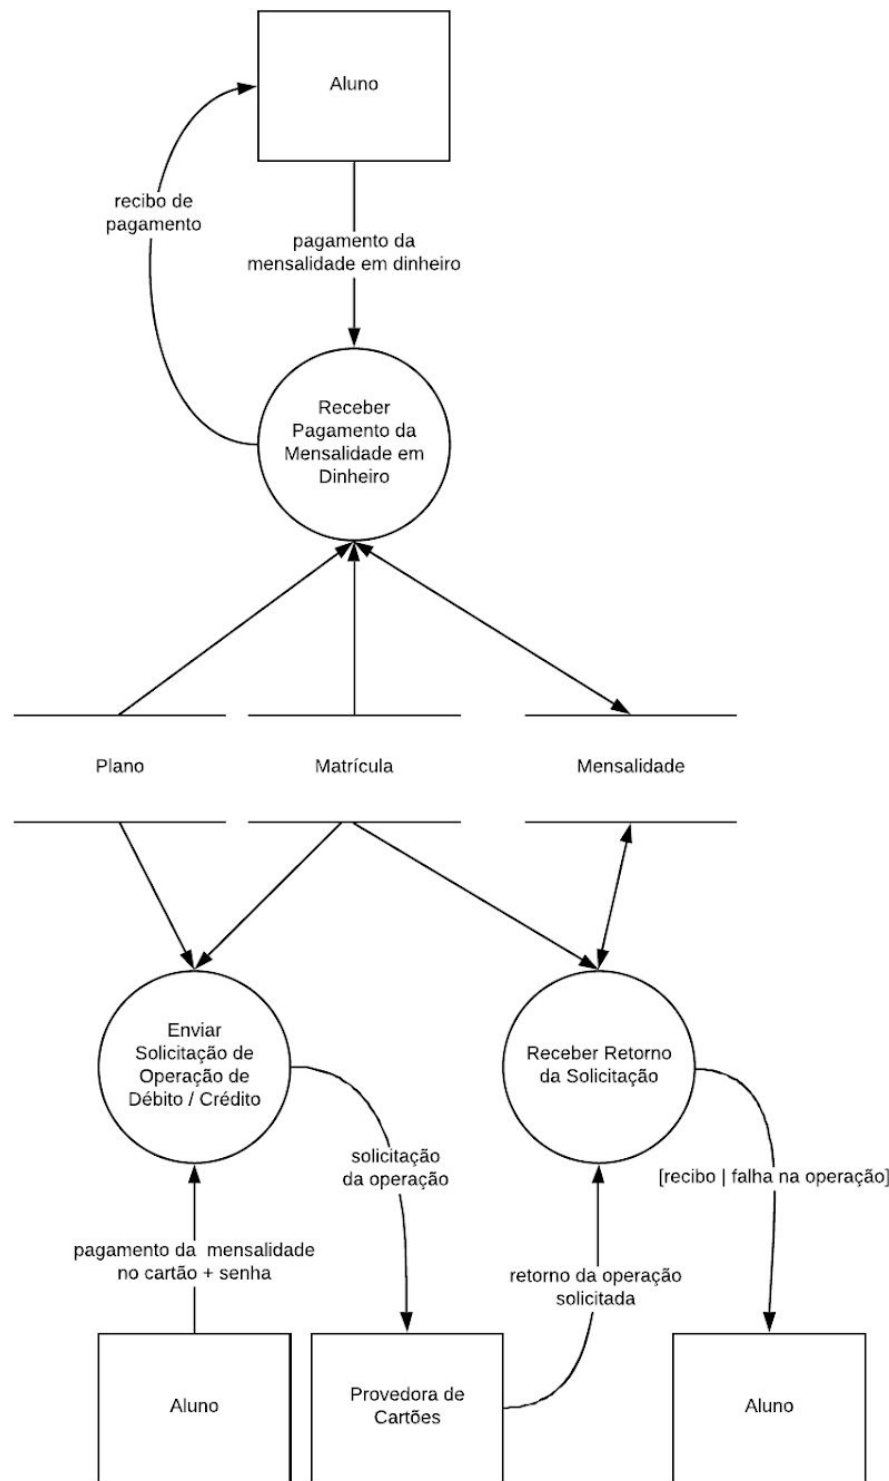 Aluno
recibo de
pagamento
pagamento da
mensalidade em dinheiro
Receber
Pagamento da
Mensalidade em
Dinheiro
Plano
Matrícula
Mensalidade
Enviar
Solicitação de
Operação de
Débito / Crédito
Receber Retorno
da Solicitação
solicitação
da operação
[recibo | falha na operação]
pagamento da mensalidade
no cartão + senha
retorno da operação
solicitada
Aluno
Provedora de
Cartões
Aluno